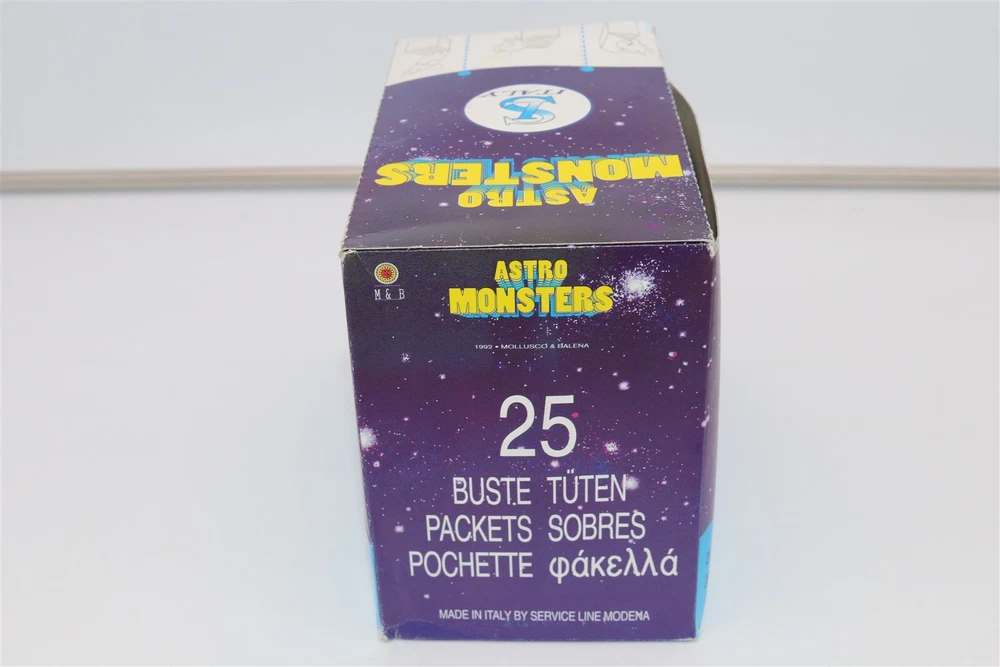 SL
ITALY
ASTRO
MONSTERS
M & B
ASTRO
MONSTERS
1992 • MOLLUSCO & BALENA
25
BUSTE TÜTEN
PACKETS SOBRES
POCHETTE φάκελλά
MADE IN ITALY BY SERVICE LINE MODENA